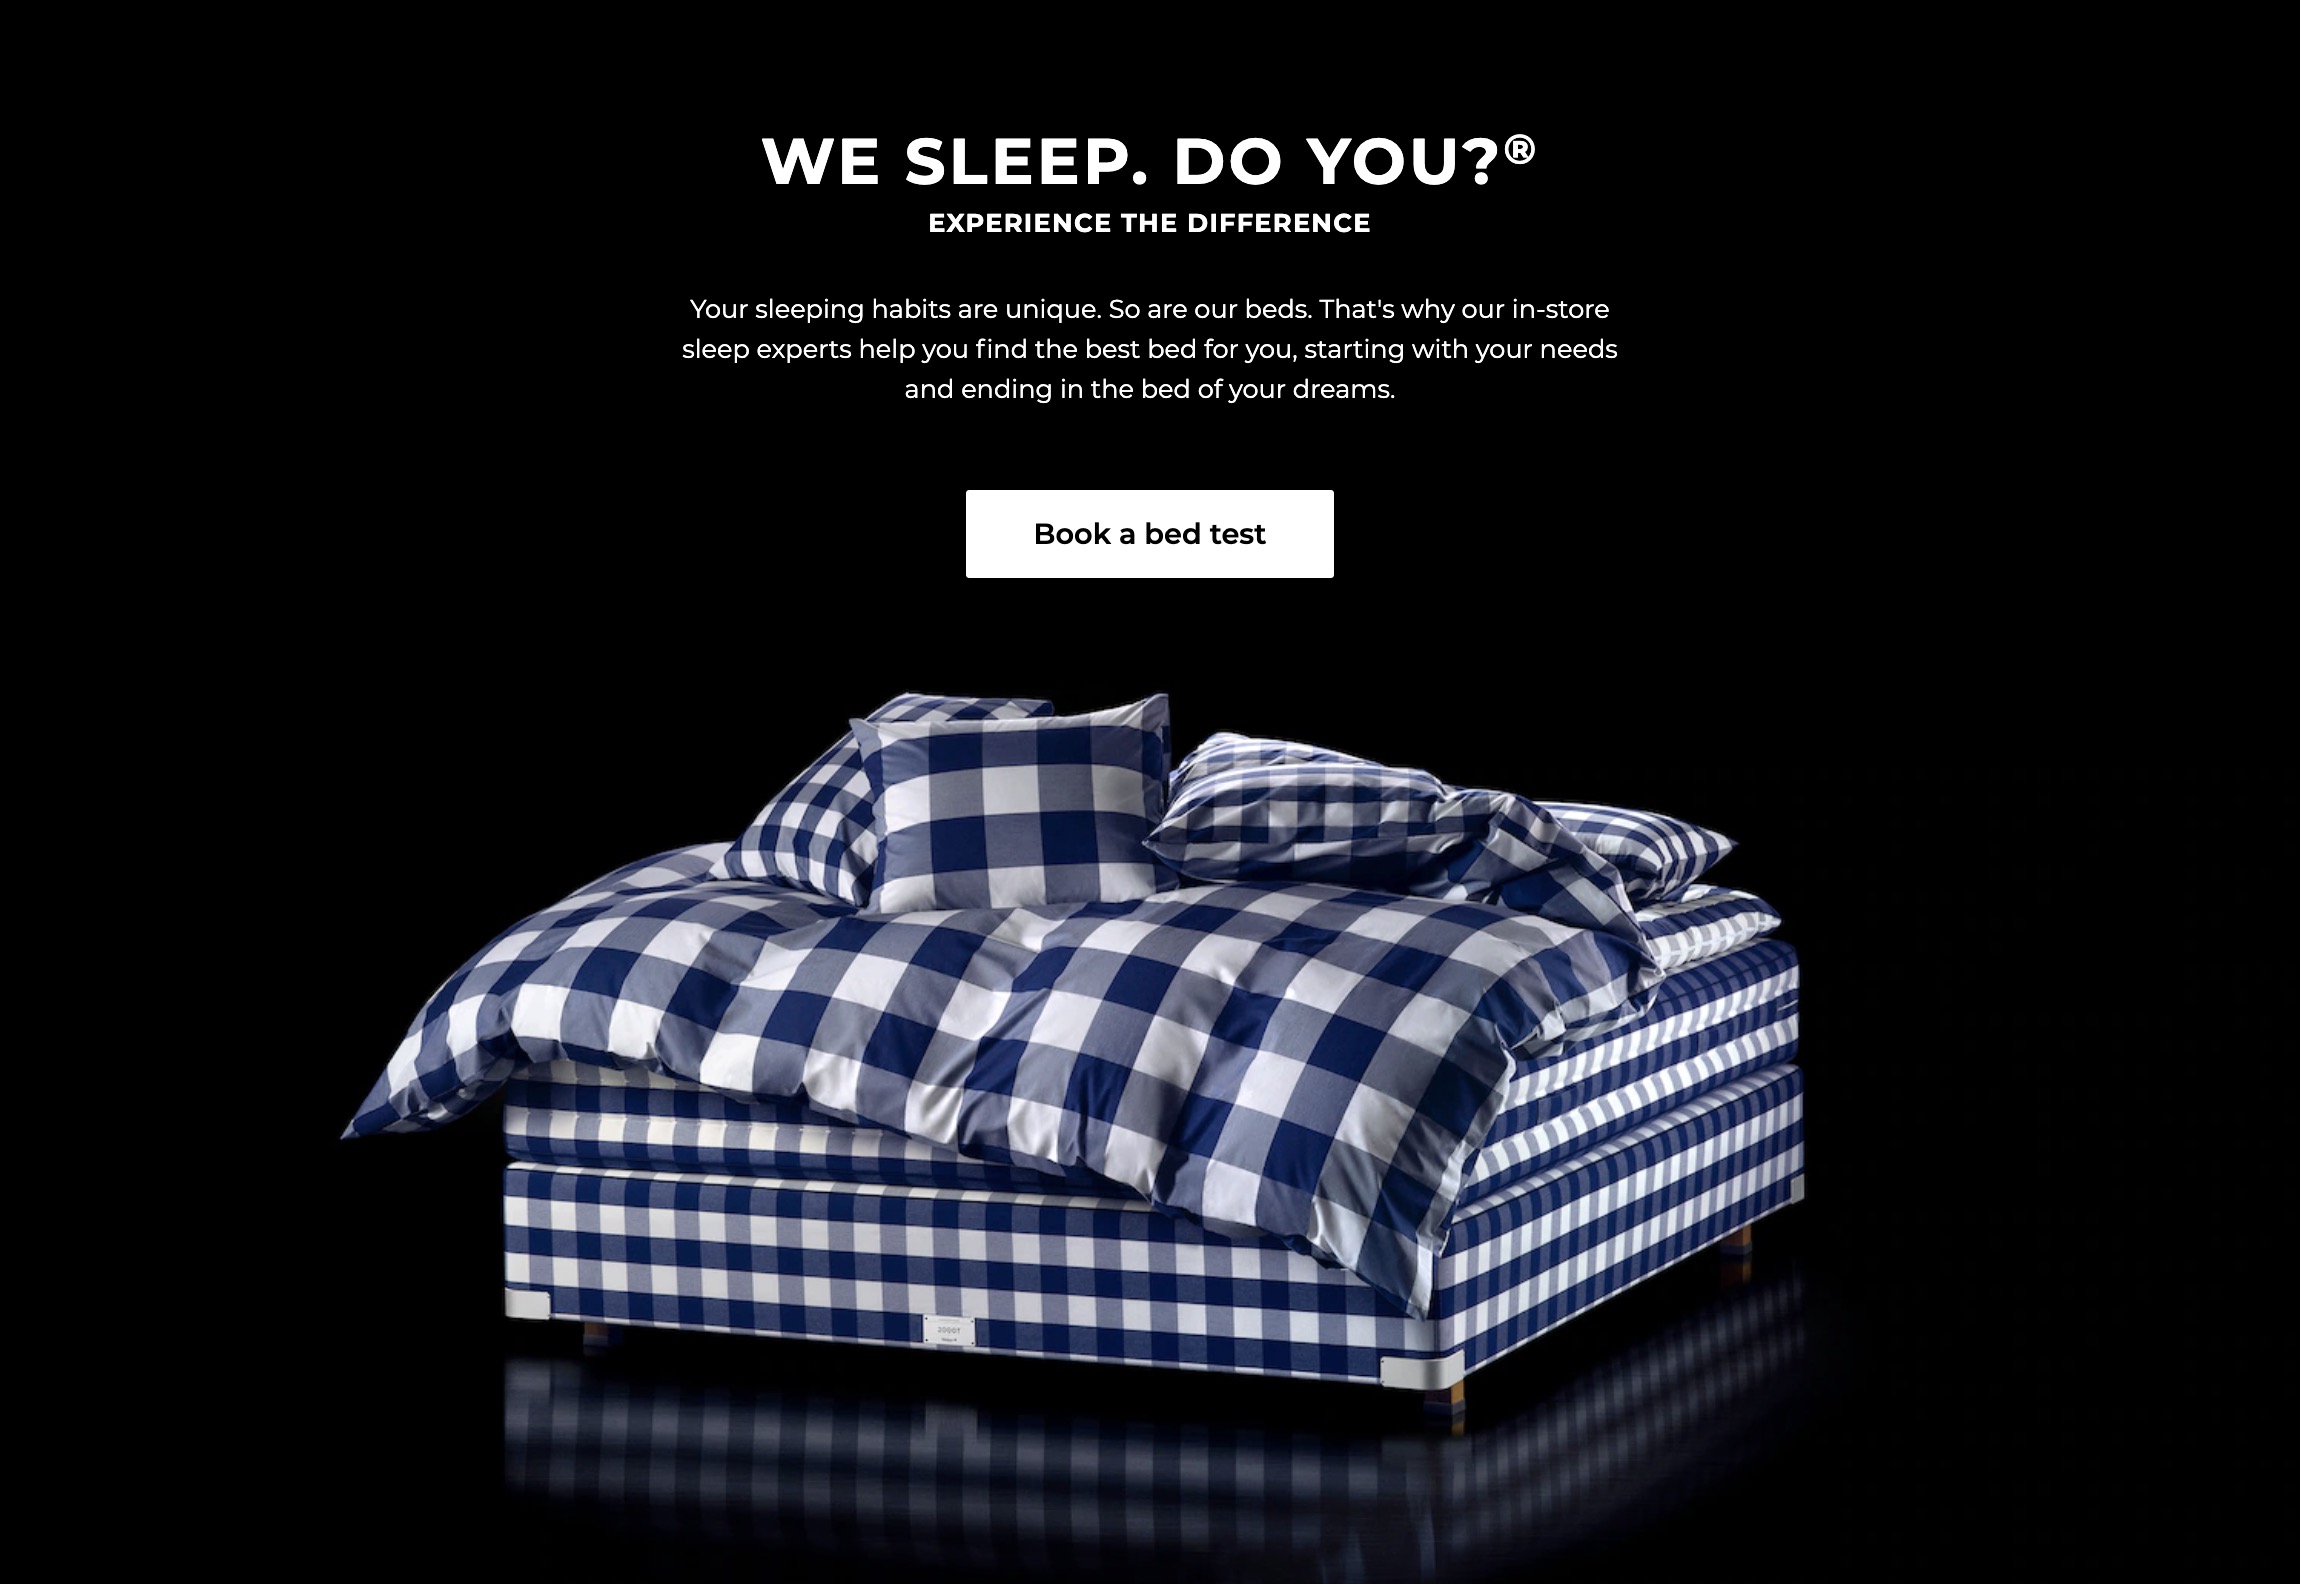 WE SLEEP. DO YOU?®
EXPERIENCE THE DIFFERENCE
Your sleeping habits are unique. So are our beds. That's why our in-store
sleep experts help you find the best bed for you, starting with your needs
and ending in the bed of your dreams.
Book a bed test
2000T